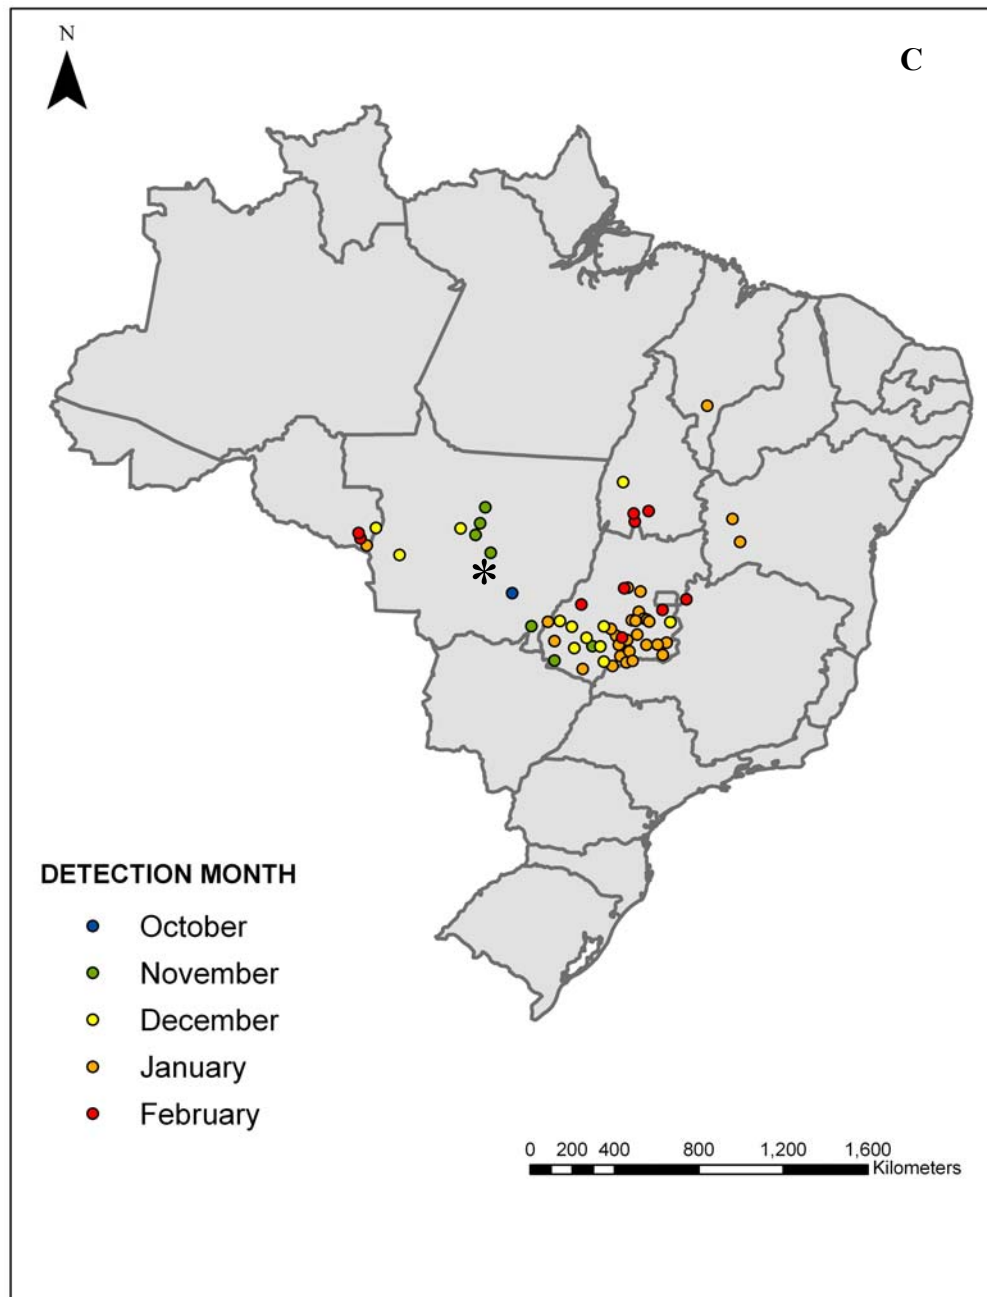 N
C
*
DETECTION MONTH
October
November
December
January
February
0 200 400 800 1,200 1,600
Kilometers